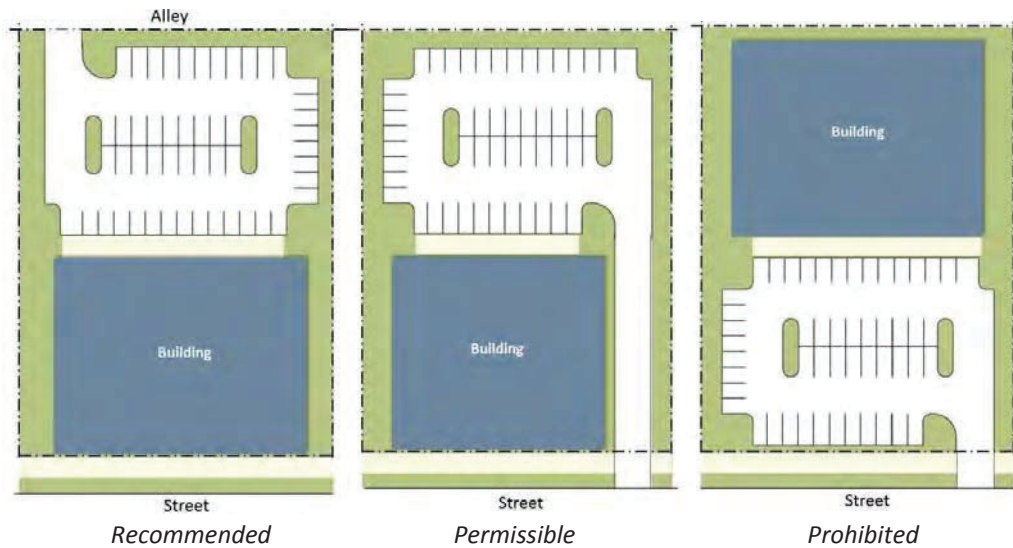 Alley
Building
Building
Building
Street
Street
Street
Recommended
Permissible
Prohibited